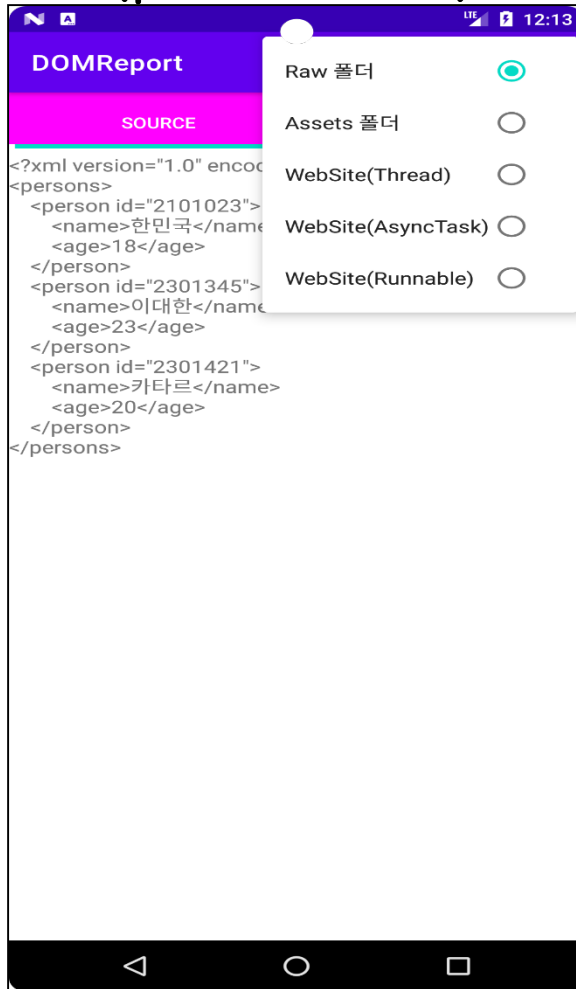 LTE 12:13
DOMReport
Raw 폴더
Assets 폴더
WebSite(Thread)
WebSite(AsyncTask)
WebSite(Runnable)
SOURCE
<?xml version="1.0" encod
<persons>
  <person id="2101023">
    <name>한민국</name
    <age>18</age>
  </person>
  <person id="2301345">
    <name>이대한</name
    <age>23</age>
  </person>
  <person id="2301421">
    <name>카타르</name>
    <age>20</age>
  </person>
</persons>